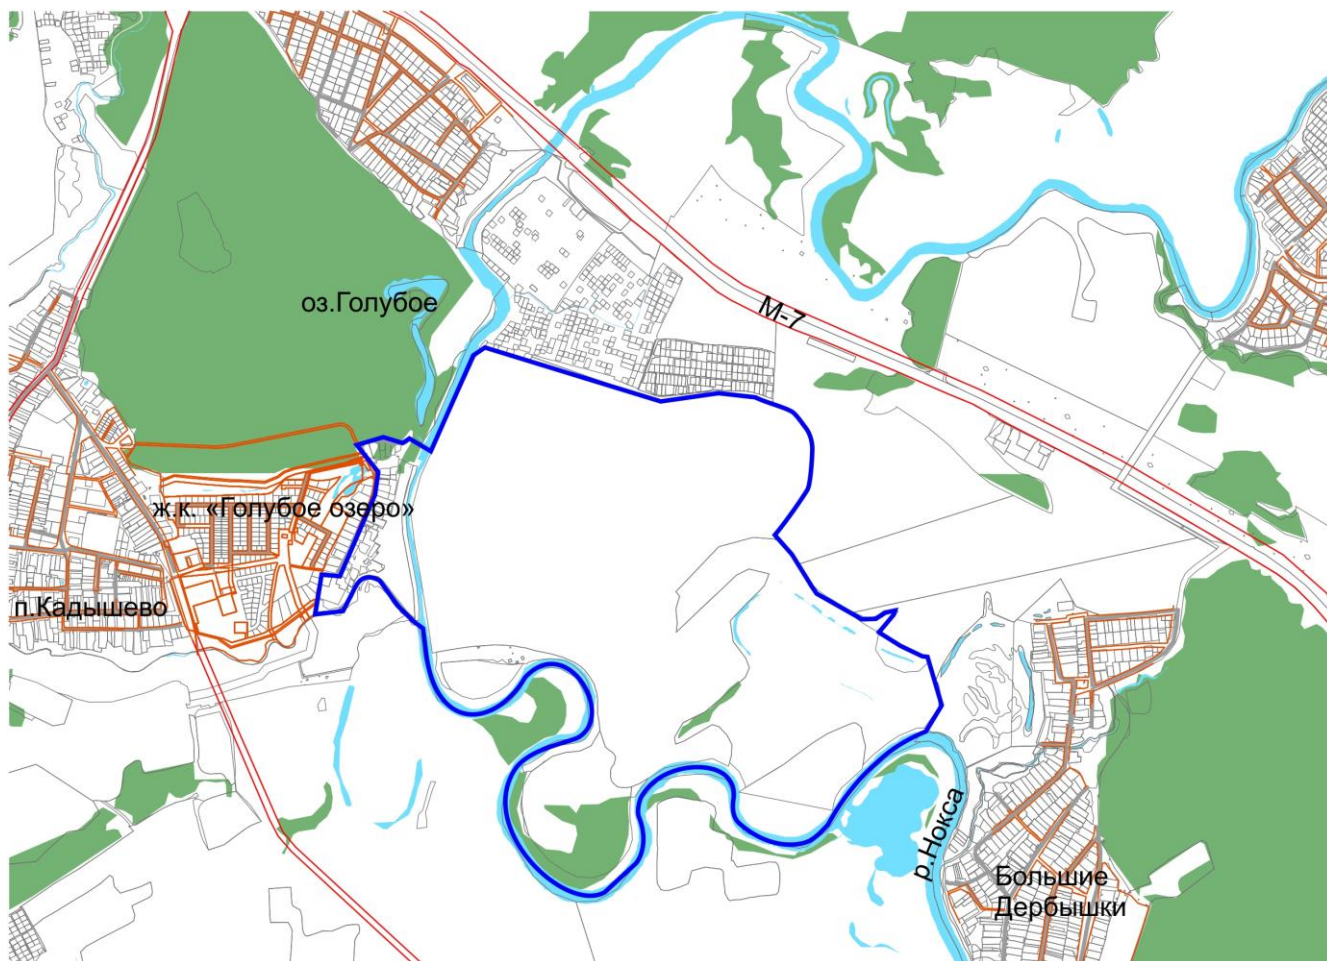 оз.Голубое
М-7
ж.к. «Голубое озеро»
п.Кадышево
р.Нокса
Большие
Дербышки